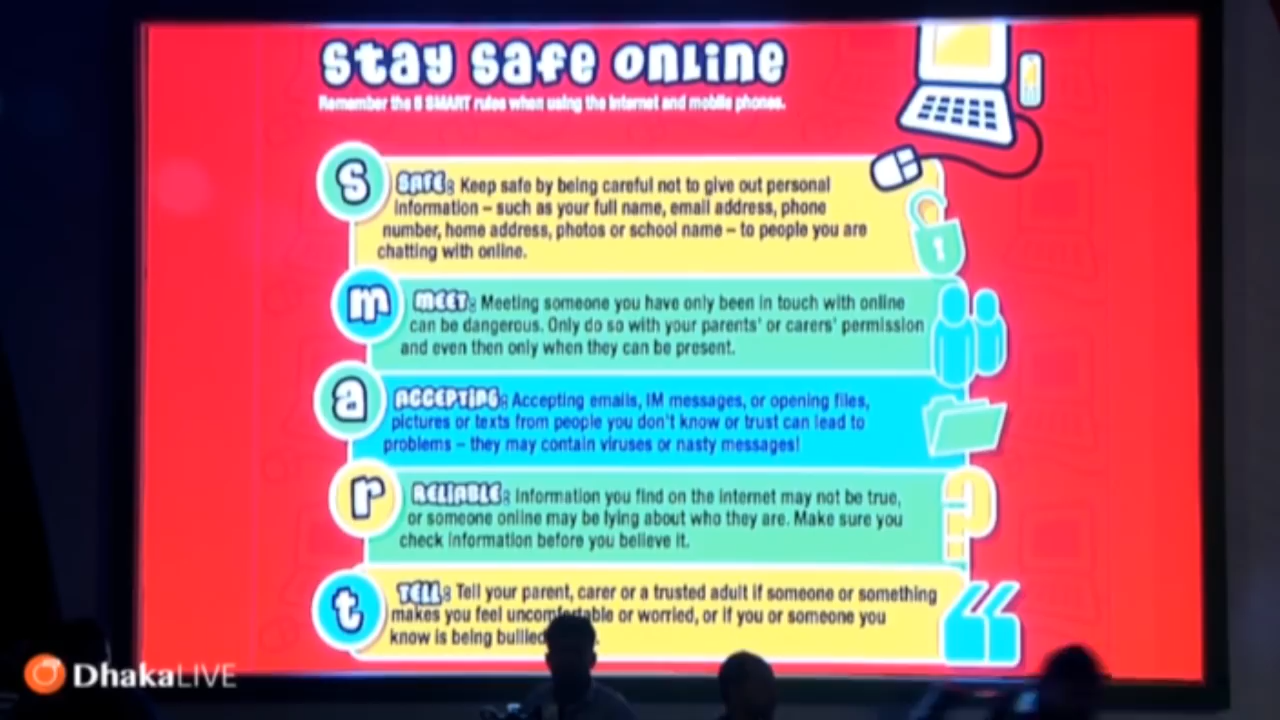 Stay Safe Online
Remember the 5 SMART rules when using the internet and mobile phones.
S
SAFE: Keep safe by being careful not to give out personal
information – such as your full name, email address, phone
number, home address, photos or school name – to people you are
chatting with online.
m
MEET: Meeting someone you have only been in touch with online
can be dangerous. Only do so with your parents' or carers' permission
and even then only when they can be present.
a
ACCEPTING: Accepting emails, IM messages, or opening files,
pictures or texts from people you don't know or trust can lead to
problems – they may contain viruses or nasty messages!
r
RELIABLE: Information you find on the internet may not be true,
or someone online may be lying about who they are. Make sure you
check information before you believe it.
t
TELL: Tell your parent, carer or a trusted adult if someone or something
makes you feel uncomfortable or worried, or if you or someone you
know is being bullied
DhakaLIVE